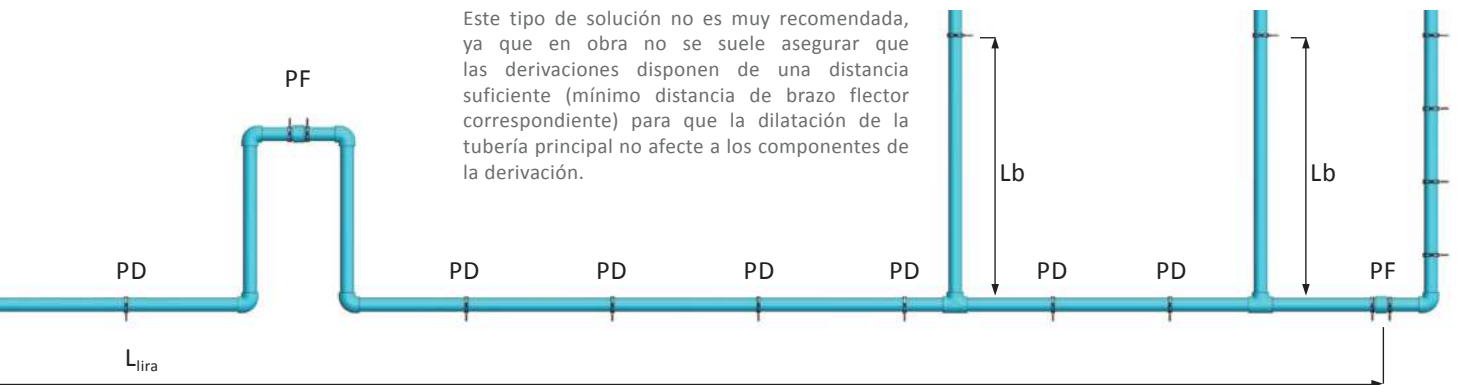 Este tipo de solución no es muy recomendada,
ya que en obra no se suele asegurar que
las derivaciones disponen de una distancia
suficiente (mínimo distancia de brazo flector
correspondiente) para que la dilatación de la
tubería principal no afecte a los componentes de
la derivación.
PF
Lb
Lb
PD
PD
PD
PD
PD
PD
PD
PF
Llira